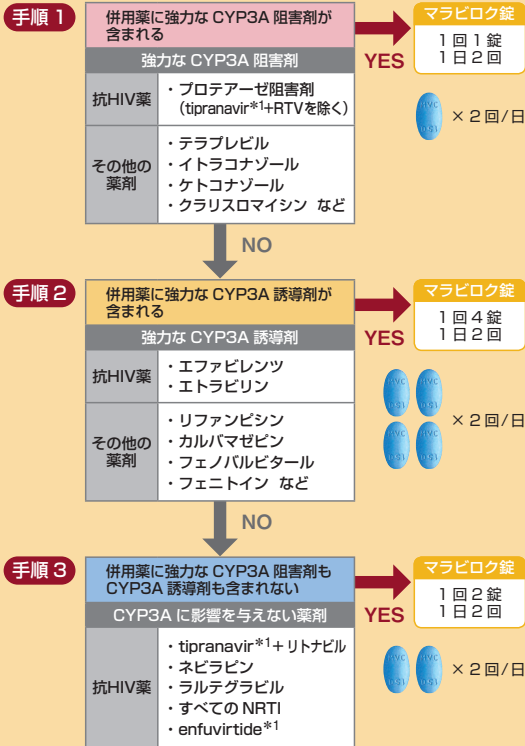 手順 1
併用薬に強力な CYP3A 阻害剤が
含まれる
強力な CYP3A 阻害剤
抗HIV薬
・プロテアーゼ阻害剤
（tipranavir*1+RTVを除く）
その他の
薬剤
・テラプレビル
・イトラコナゾール
・ケトコナゾール
・クラリスロマイシン など
YES
マラビロク錠
1回1錠
1日2回
MVC
×2回/日
NO
手順 2
併用薬に強力な CYP3A 誘導剤が
含まれる
強力な CYP3A 誘導剤
抗HIV薬
・エファビレンツ
・エトラビリン
その他の
薬剤
・リファンピシン
・カルバマゼピン
・フェノバルビタール
・フェニトイン など
YES
マラビロク錠
1回4錠
1日2回
MVC MVC
MVC MVC
×2回/日
NO
手順 3
併用薬に強力な CYP3A 阻害剤も
CYP3A 誘導剤も含まれない
CYP3A に影響を与えない薬剤
抗HIV薬
・tipranavir*1+リトナビル
・ネビラピン
・ラルテグラビル
・すべての NRTI
・enfuvirtide*1
YES
マラビロク錠
1回2錠
1日2回
MVC MVC
×2回/日